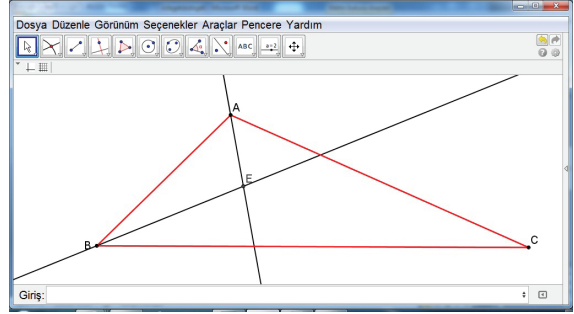 Dosya Düzenle Görünüm Seçenekler Araçlar Pencere Yardım
ABC a=2
A
E
B
C
Giriş: